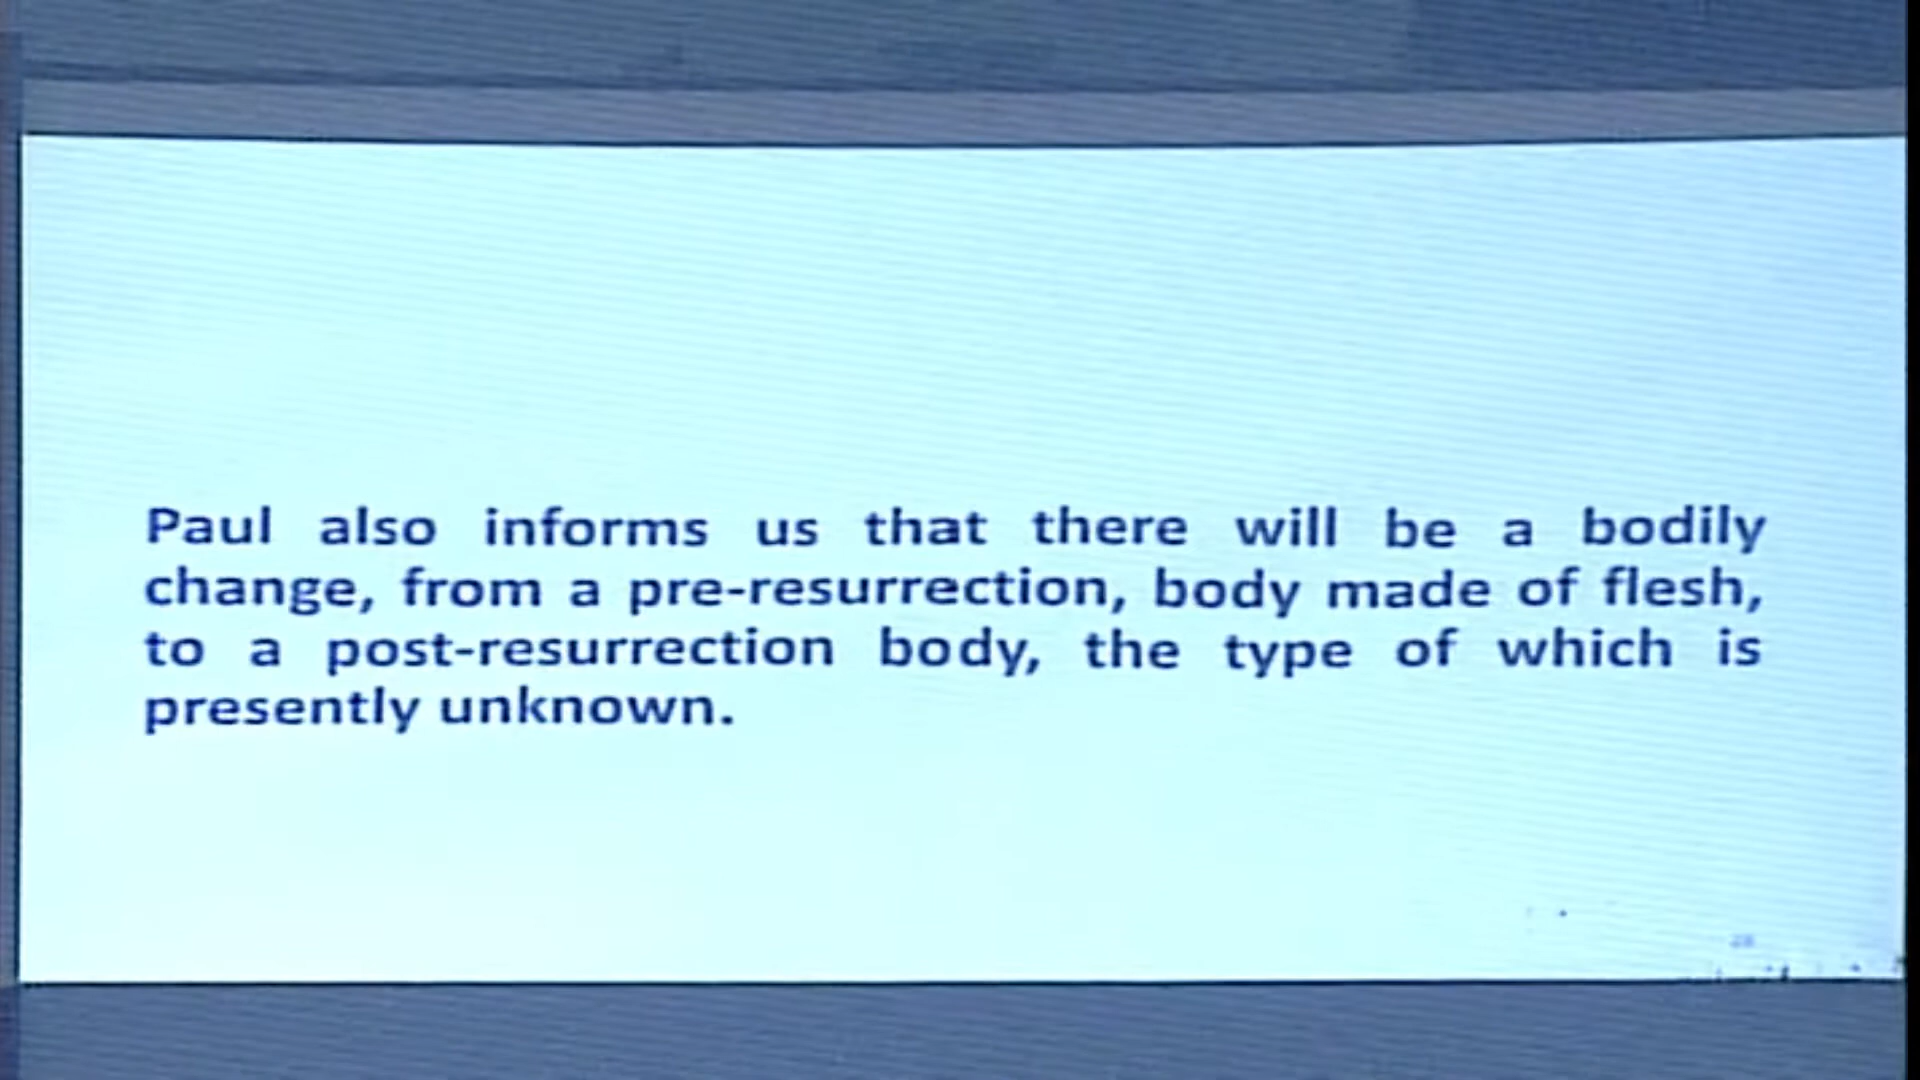 Paul also informs us that there will be a bodily
change, from a pre-resurrection, body made of flesh,
to a post-resurrection body, the type of which is
presently unknown.